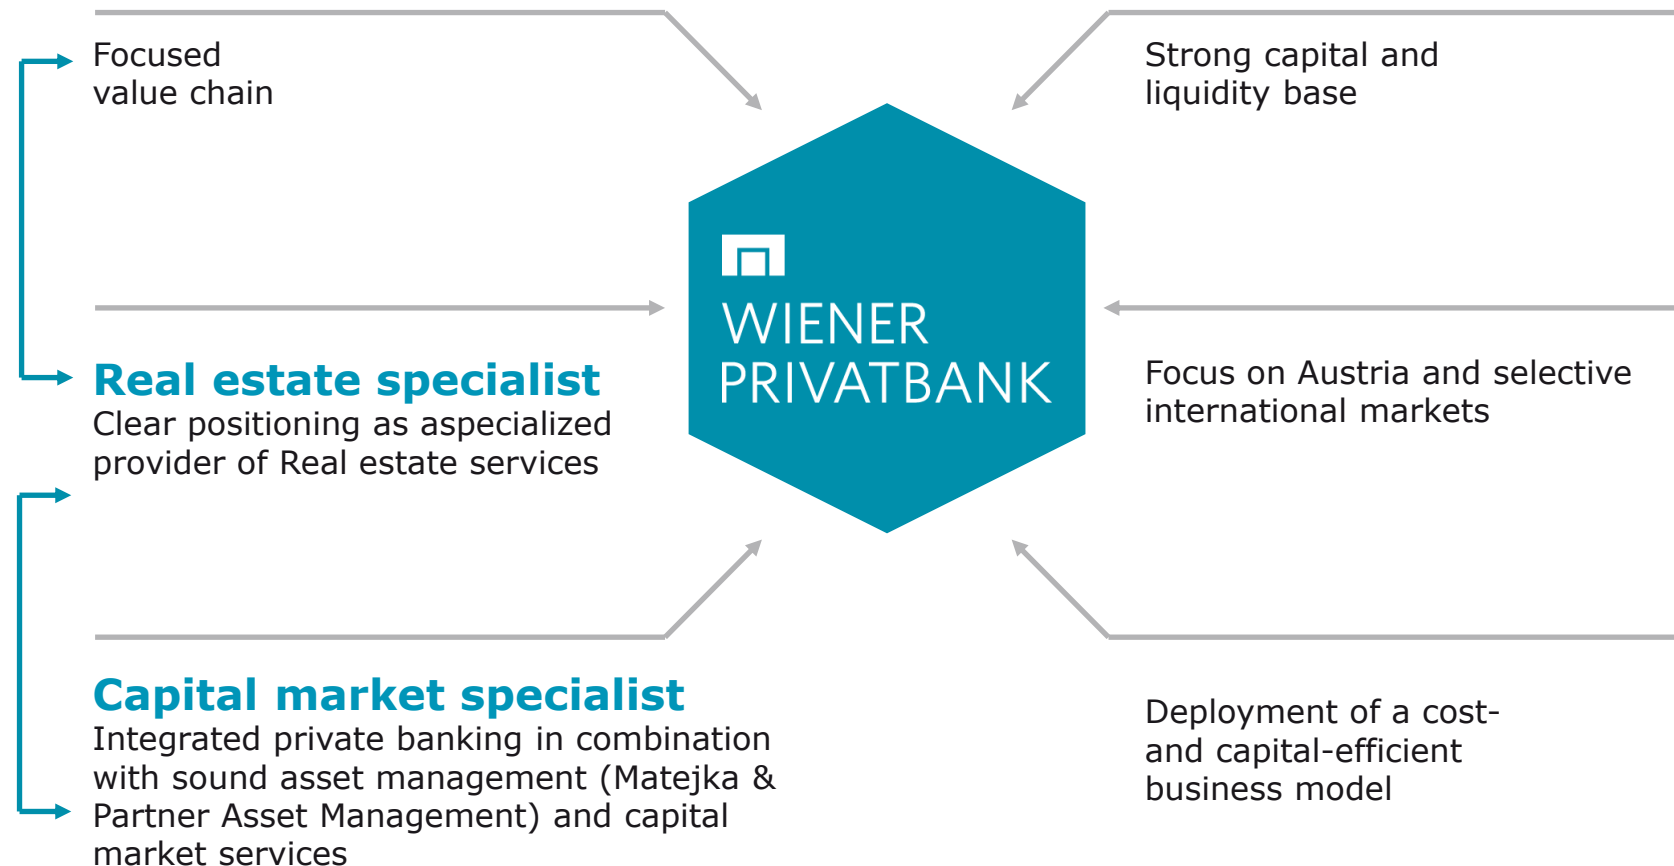 Focused
value chain
Real estate specialist
Clear positioning as aspecialized
provider of Real estate services
Capital market specialist
Integrated private banking in combination
with sound asset management (Matejka &
Partner Asset Management) and capital
market services
WIENER
PRIVATBANK
Strong capital and
liquidity base
Focus on Austria and selective
international markets
Deployment of a cost-
and capital-efficient
business model